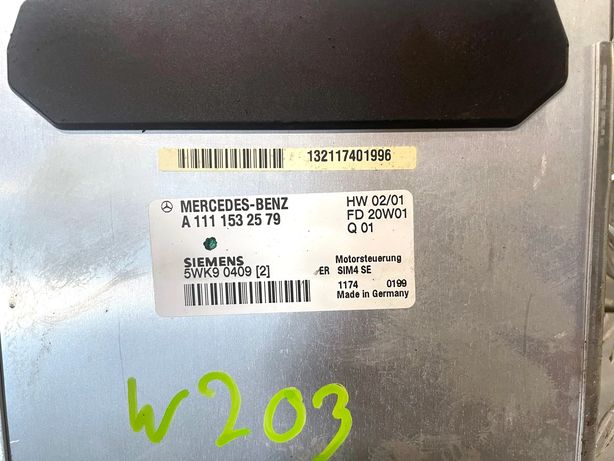 132117401996
MERCEDES-BENZ
A 111 153 25 79
HW 02/01
FD 20W01
Q 01
SIEMENS
5WK9 0409 [2]
Motorsteuerung
ER SIM4 SE
1174 0199
Made in Germany
W203